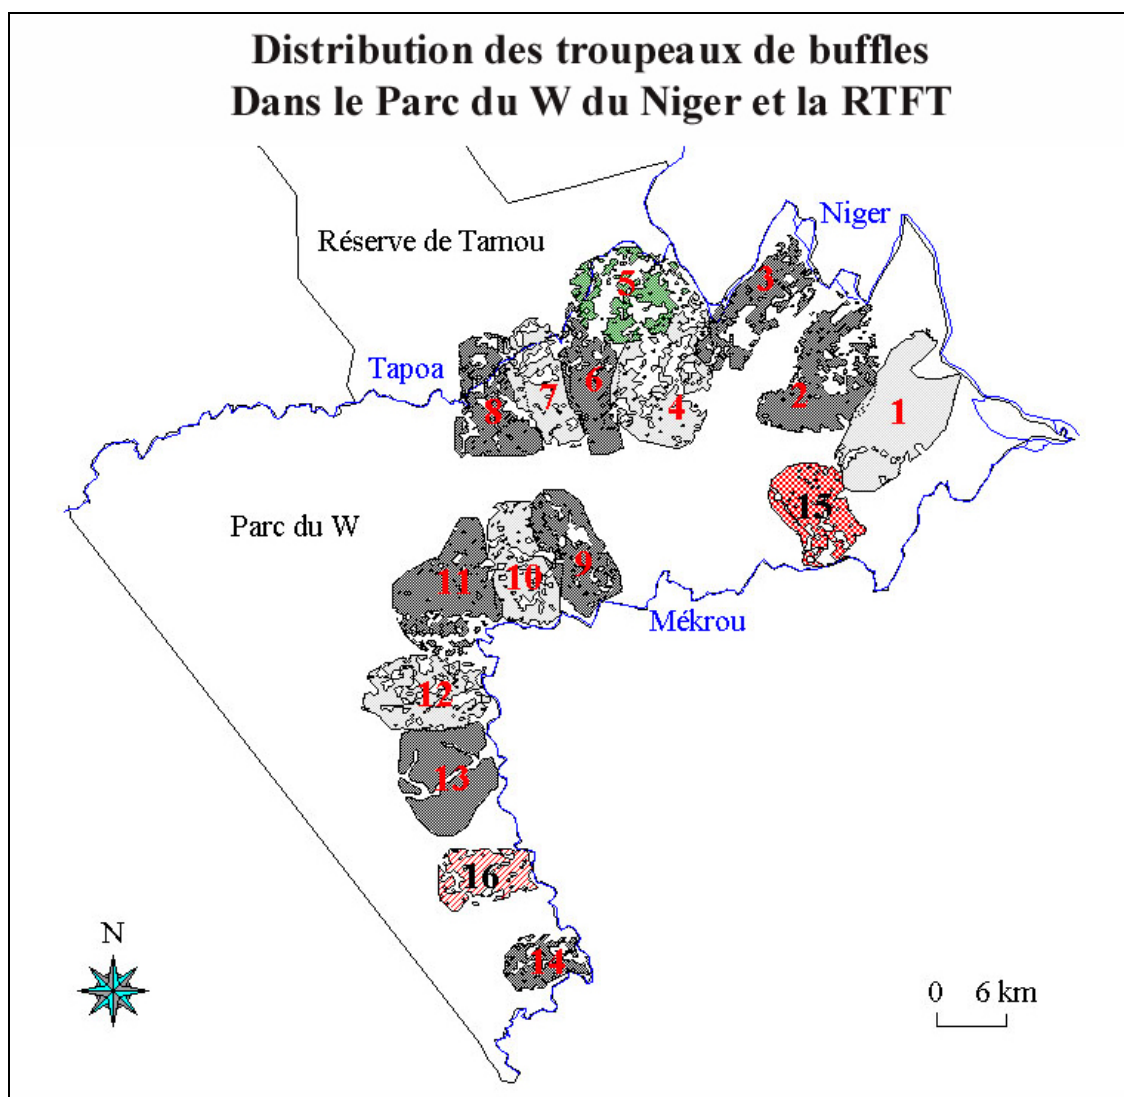 Distribution des troupeaux de buffles
Dans le Parc du W du Niger et la RTFT
Niger
Réserve de Tamou
5
3
Tapoa
6
7
8
4
2
1
15
Parc du W
9
10
11
Mékrou
12
13
16
N
14
0 6 km